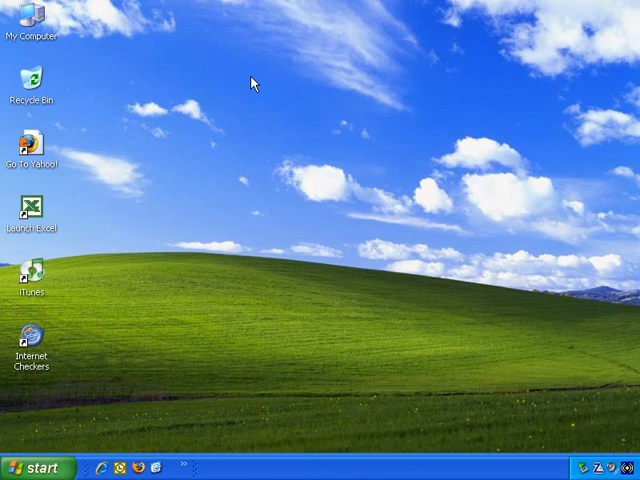 My Computer
Recycle Bin
Go To Yahoo!
Launch Excel
iTunes
Internet
Checkers
start